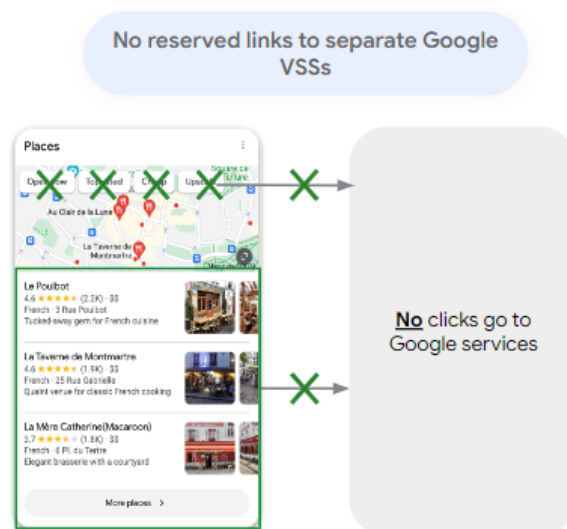 No reserved links to separate Google
VSSs
Places
Open now
Top rated
Cheap
Au Clair de la Lune
La Taverne de
Montmartre
Le Poulbot
4.6 ★★★★★ (2.2K) · $$
French · 3 Rue Poulbot
Tucked-away gem for French cuisine
La Taverne de Montmartre
4.6 ★★★★★ (1.9K) · $$
French · 25 Rue Gabrielle
Quaint venue for classic French cooking
La Mère Catherine(Macaroon)
3.7 ★★★★★ (1.6K) · $$
French · 6 Pl. du Tertre
Elegant brasserie with a courtyard
More places >
No clicks go to
Google services